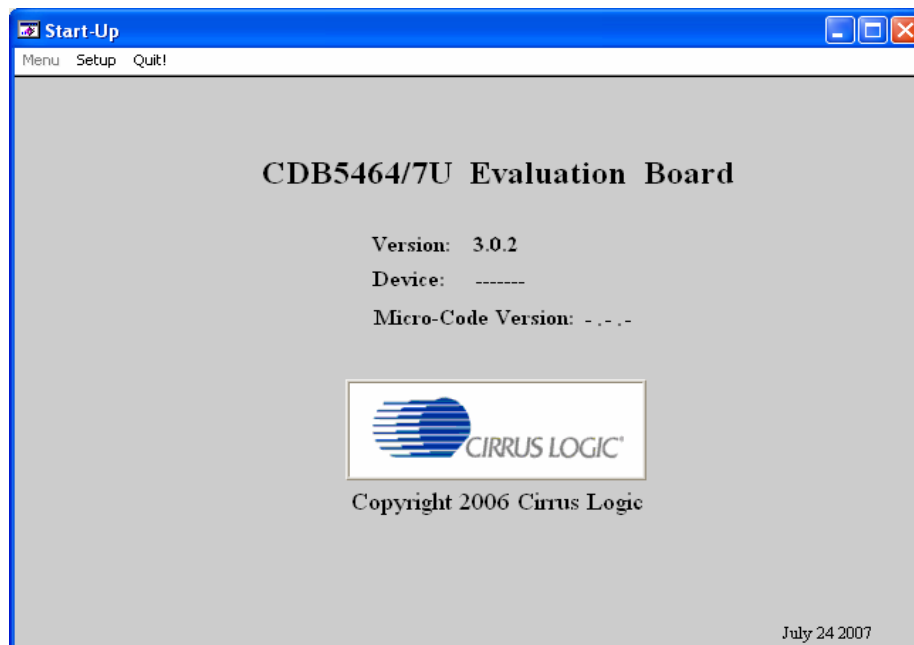 Start-Up
Menu Setup Quit!
CDB5464/7U Evaluation Board
Version: 3.0.2
Device: -------
Micro-Code Version: -.-.-
CIRRUS LOGIC®
Copyright 2006 Cirrus Logic
July 24 2007